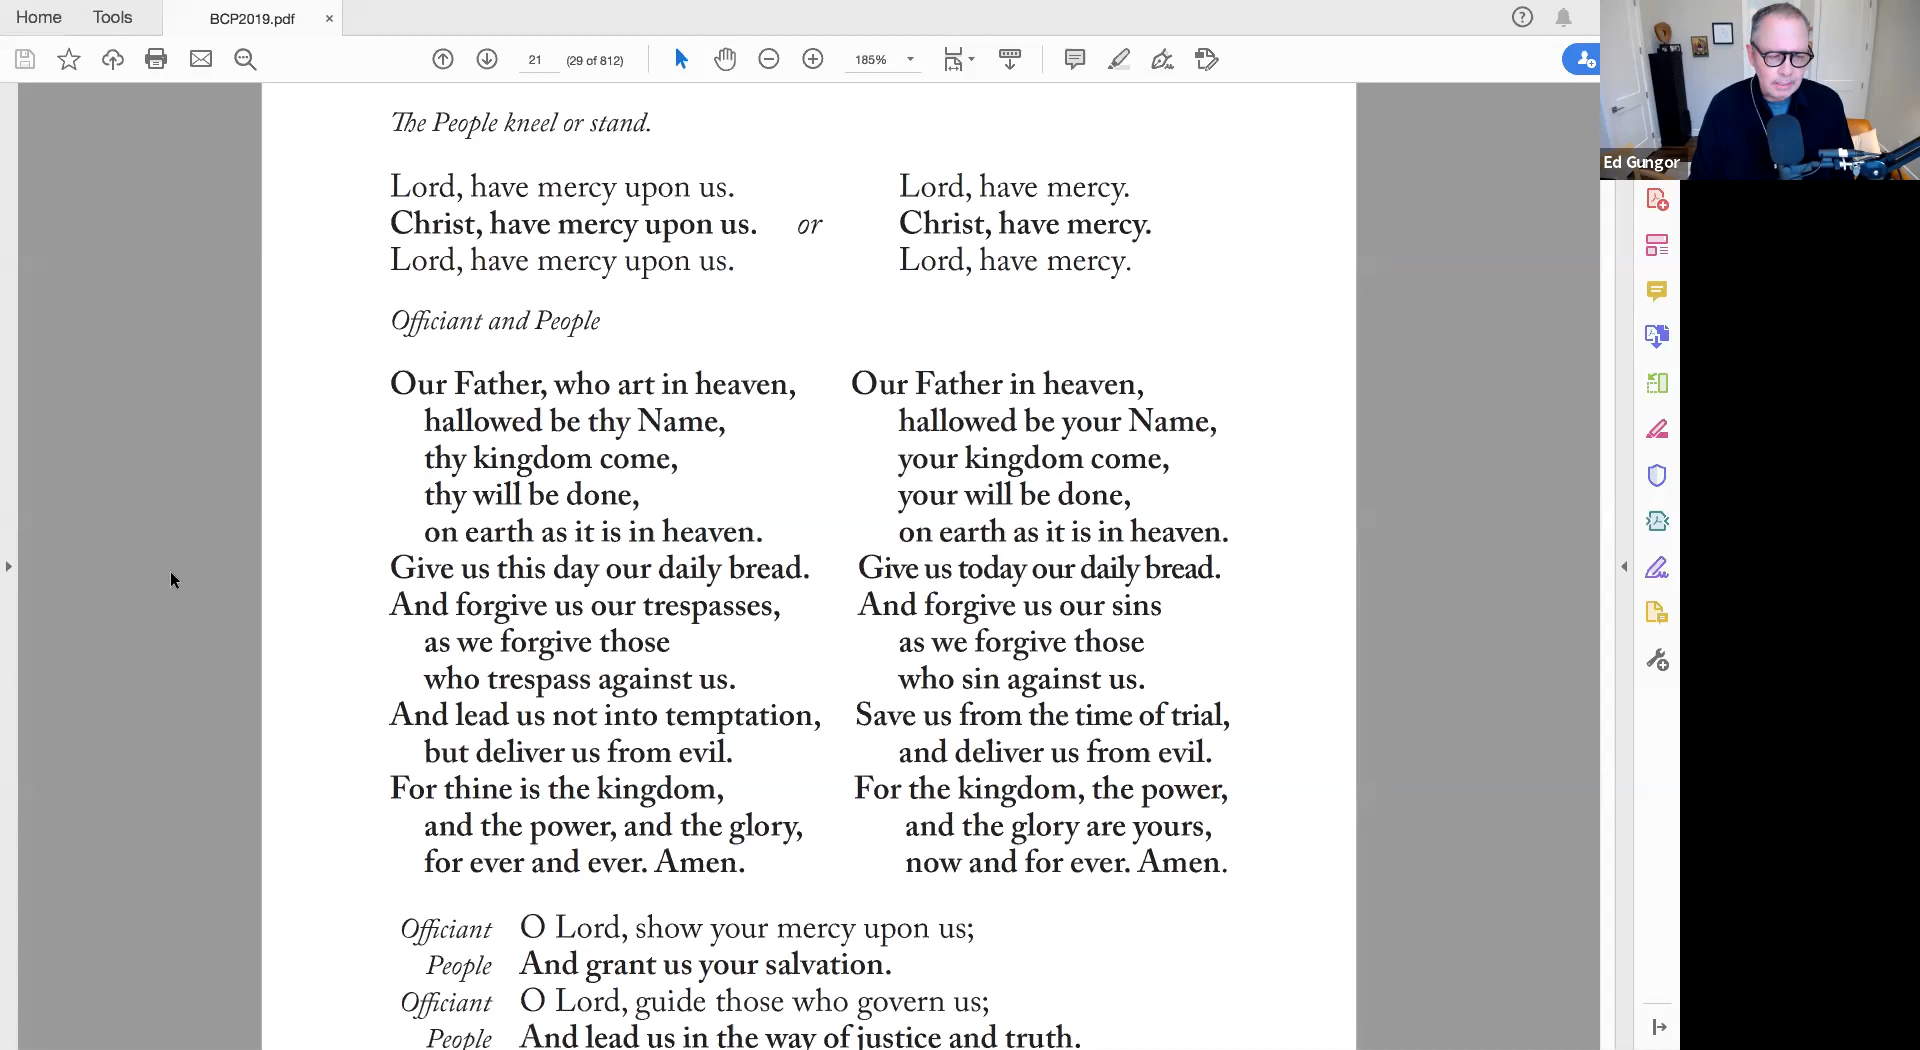 Home Tools BCP2019.pdf ×
21 (29 of 812) 185%
Ed Gungor
The People kneel or stand.
Lord, have mercy upon us. Lord, have mercy.
Christ, have mercy upon us. or Christ, have mercy.
Lord, have mercy upon us. Lord, have mercy.
Officiant and People
Our Father, who art in heaven,
hallowed be thy Name,
thy kingdom come,
thy will be done,
on earth as it is in heaven.
Give us this day our daily bread.
And forgive us our trespasses,
as we forgive those
who trespass against us.
And lead us not into temptation,
but deliver us from evil.
For thine is the kingdom,
and the power, and the glory,
for ever and ever. Amen.
Our Father in heaven,
hallowed be your Name,
your kingdom come,
your will be done,
on earth as it is in heaven.
Give us today our daily bread.
And forgive us our sins
as we forgive those
who sin against us.
Save us from the time of trial,
and deliver us from evil.
For the kingdom, the power,
and the glory are yours,
now and for ever. Amen.
Officiant O Lord, show your mercy upon us;
People And grant us your salvation.
Officiant O Lord, guide those who govern us;
People And lead us in the way of justice and truth.